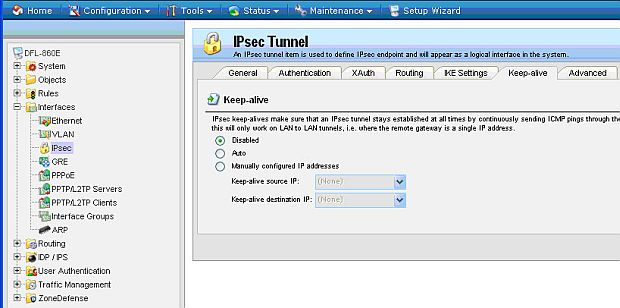 Home Configuration Tools Status Maintenance Setup Wizard
DFL-860E
System
Objects
Rules
Interfaces
Ethernet
VLAN
IPsec
GRE
PPPoE
PPTP/L2TP Servers
PPTP/L2TP Clients
Interface Groups
ARP
Routing
IDP / IPS
User Authentication
Traffic Management
ZoneDefense
IPsec Tunnel
An IPsec tunnel item is used to define IPsec endpoint and will appear as a logical interface in the system.
General Authentication XAuth Routing IKE Settings Keep-alive Advanced
Keep-alive
IPsec keep-alives make sure that an IPsec tunnel stays established at all times by continuously sending ICMP pings through the
this will only work on LAN to LAN tunnels, i.e. where the remote gateway is a single IP address.
Disabled
Auto
Manually configured IP addresses
Keep-alive source IP: (None)
Keep-alive destination IP: (None)